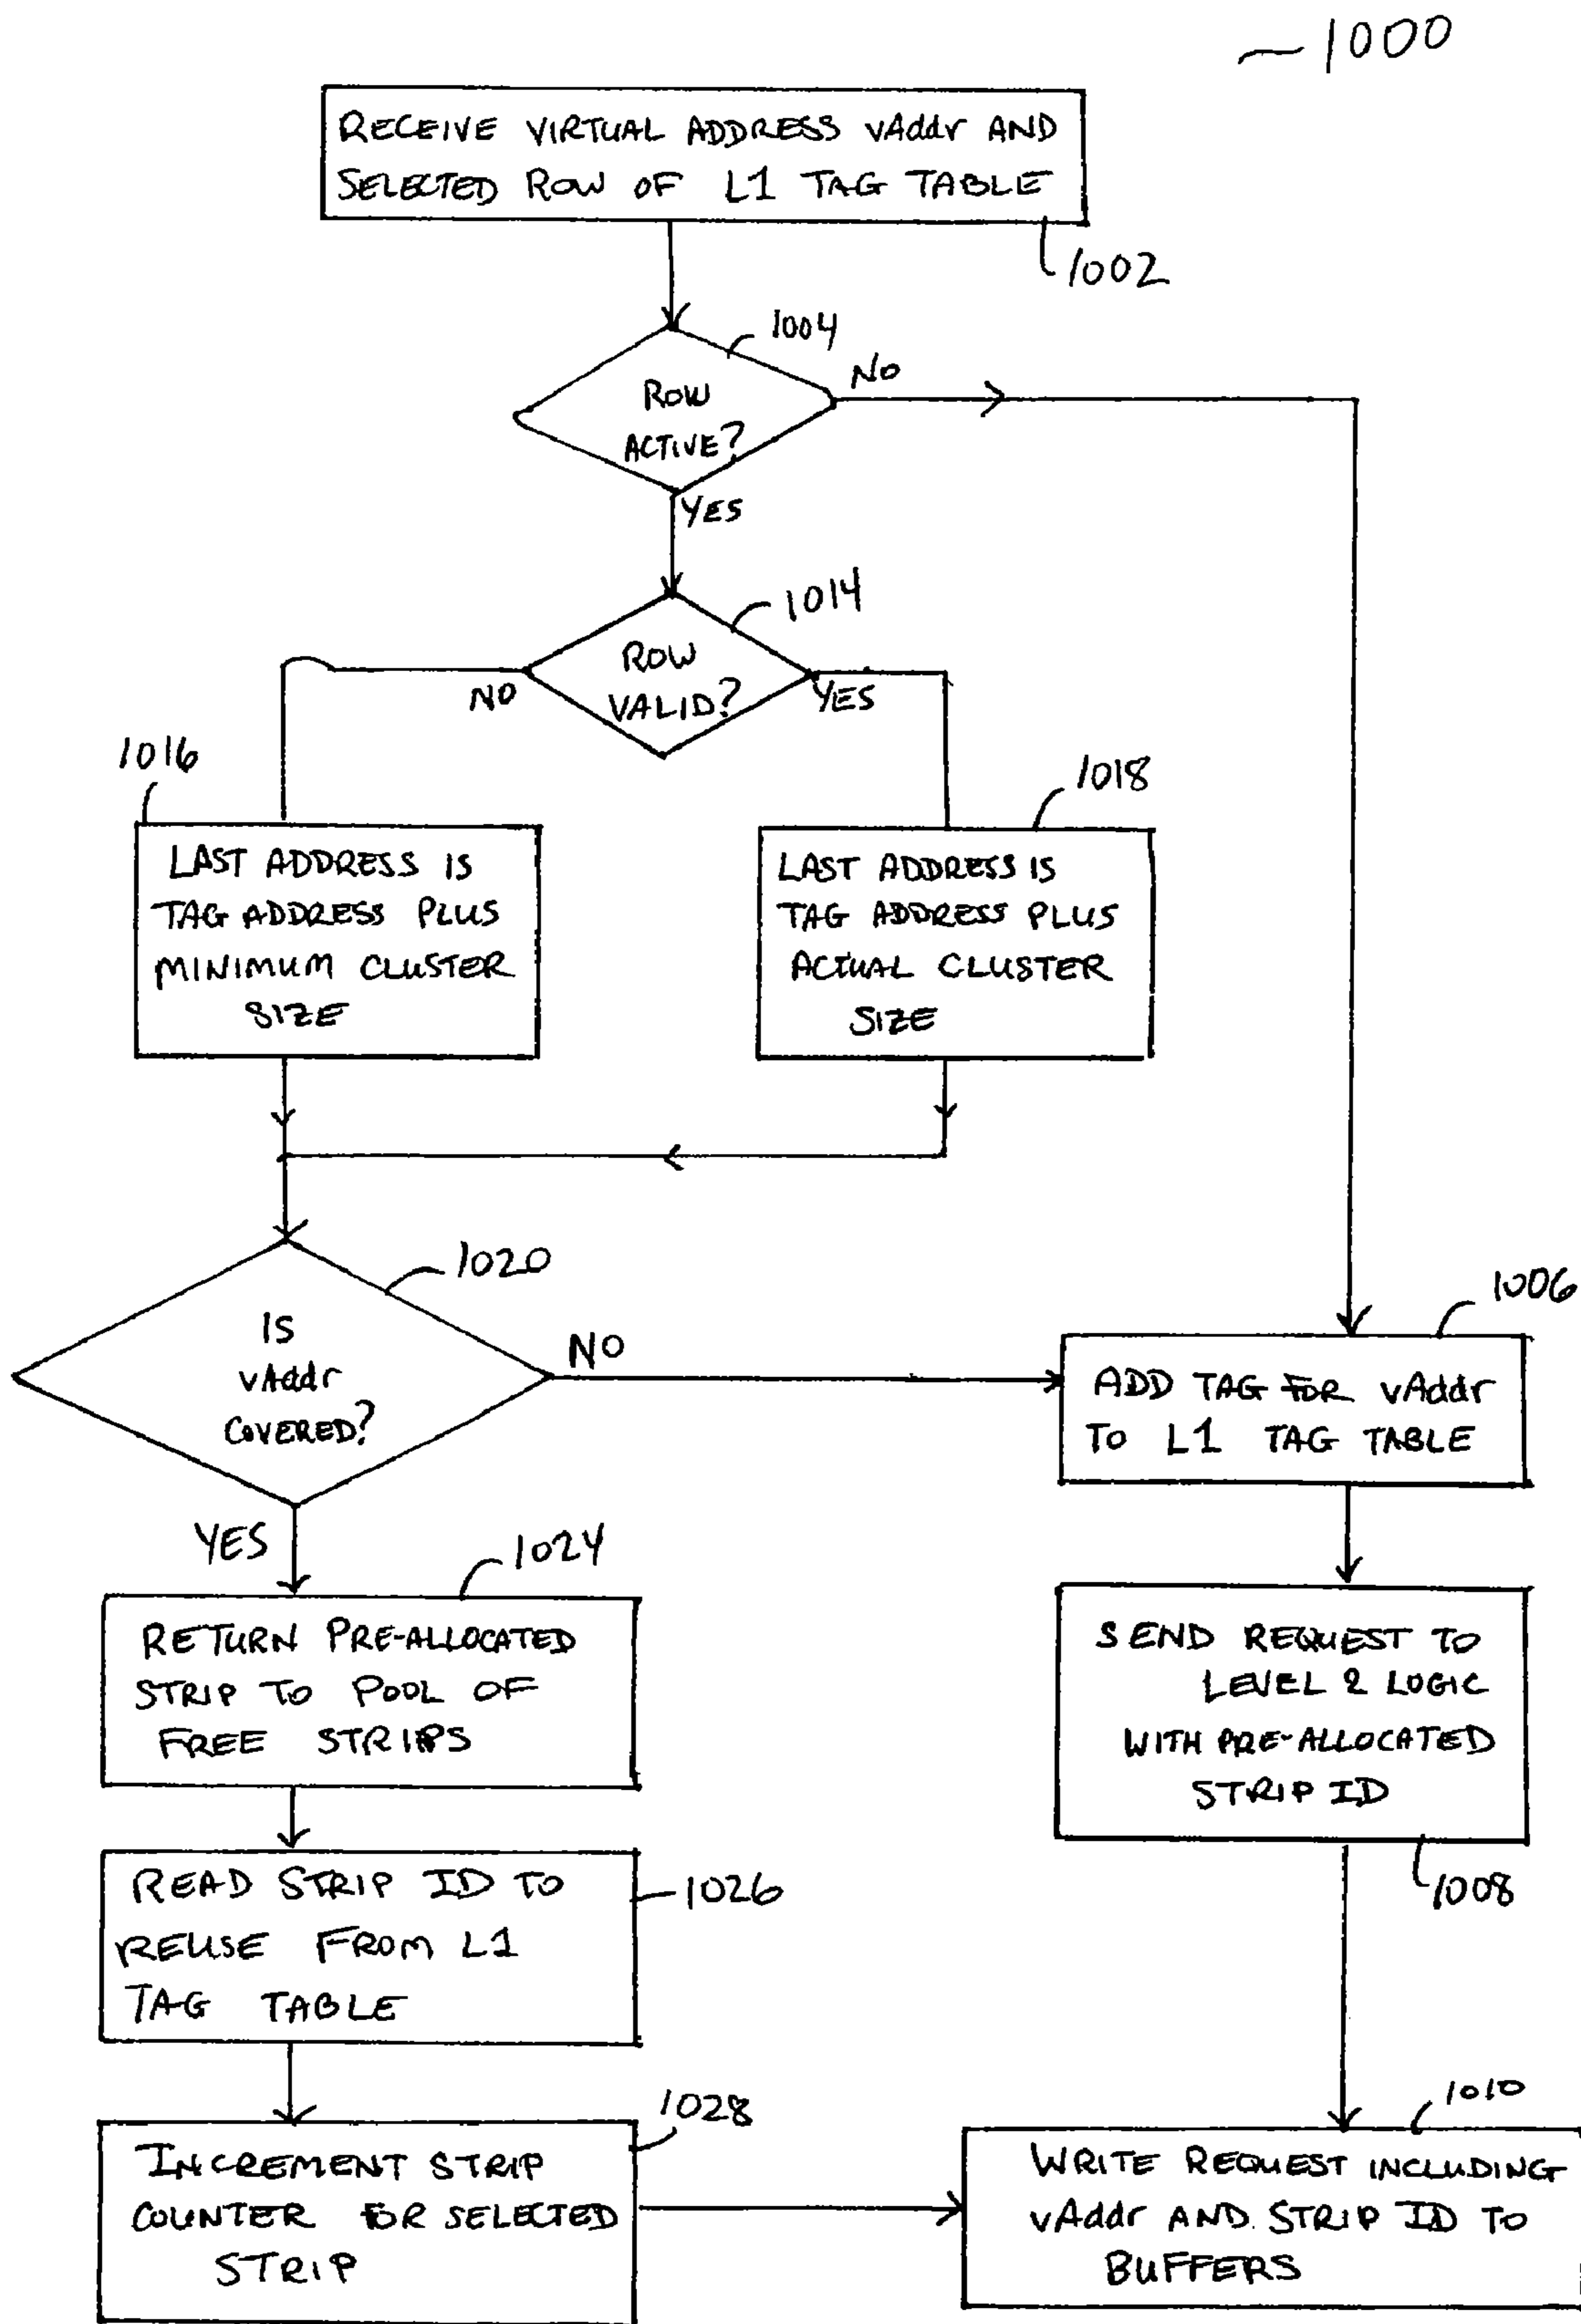 1000
RECEIVE VIRTUAL ADDRESS vAddr AND
SELECTED ROW OF L1 TAG TABLE
1002
1004
ROW
ACTIVE?
NO
YES
1014
ROW
VALID?
NO
YES
1016
LAST ADDRESS IS
TAG ADDRESS PLUS
MINIMUM CLUSTER
SIZE
1018
LAST ADDRESS IS
TAG ADDRESS PLUS
ACTUAL CLUSTER
SIZE
1020
IS
vAddr
COVERED?
NO
YES
1006
ADD TAG FOR vAddr
TO L1 TAG TABLE
1024
RETURN PRE-ALLOCATED
STRIP TO POOL OF
FREE STRIPS
SEND REQUEST TO
LEVEL 2 LOGIC
WITH PRE-ALLOCATED
STRIP ID
1008
READ STRIP ID TO
REUSE FROM L1
TAG TABLE
1026
INCREMENT STRIP
COUNTER FOR SELECTED
STRIP
1028
1010
WRITE REQUEST INCLUDING
vAddr AND STRIP ID TO
BUFFERS